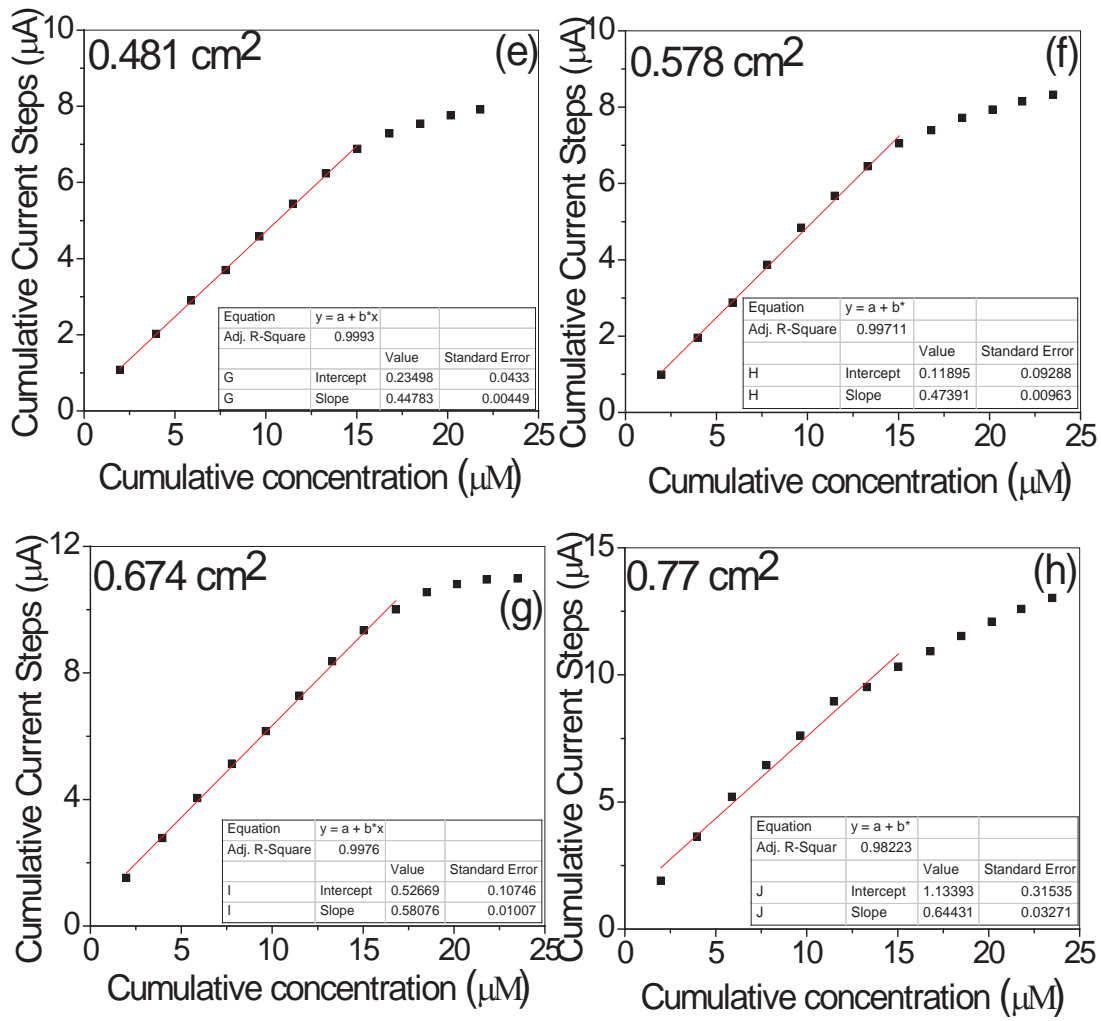 0.481 cm²
(e)
Cumulative Current Steps (μA)
10
8
6
4
2
0
Equation y = a + b*x
Adj. R-Square 0.9993
Value Standard Error
G Intercept 0.23498 0.0433
G Slope 0.44783 0.00449
0 5 10 15 20 25
Cumulative concentration (μM)
0.578 cm²
(f)
Cumulative Current Steps (μA)
10
8
6
4
2
0
Equation y = a + b*
Adj. R-Square 0.99711
Value Standard Error
H Intercept 0.11895 0.09288
H Slope 0.47391 0.00963
0 5 10 15 20 25
Cumulative concentration (μM)
0.674 cm²
(g)
Cumulative Current Steps (μA)
12
8
4
0
Equation y = a + b*x
Adj. R-Square 0.9976
Value Standard Error
I Intercept 0.52669 0.10746
I Slope 0.58076 0.01007
0 5 10 15 20 25
Cumulative concentration (μM)
0.77 cm²
(h)
Cumulative Current Steps (μA)
15
10
5
0
Equation y = a + b*
Adj. R-Squar 0.98223
Value Standard Error
J Intercept 1.13393 0.31535
J Slope 0.64431 0.03271
0 5 10 15 20 25
Cumulative concentration (μM)